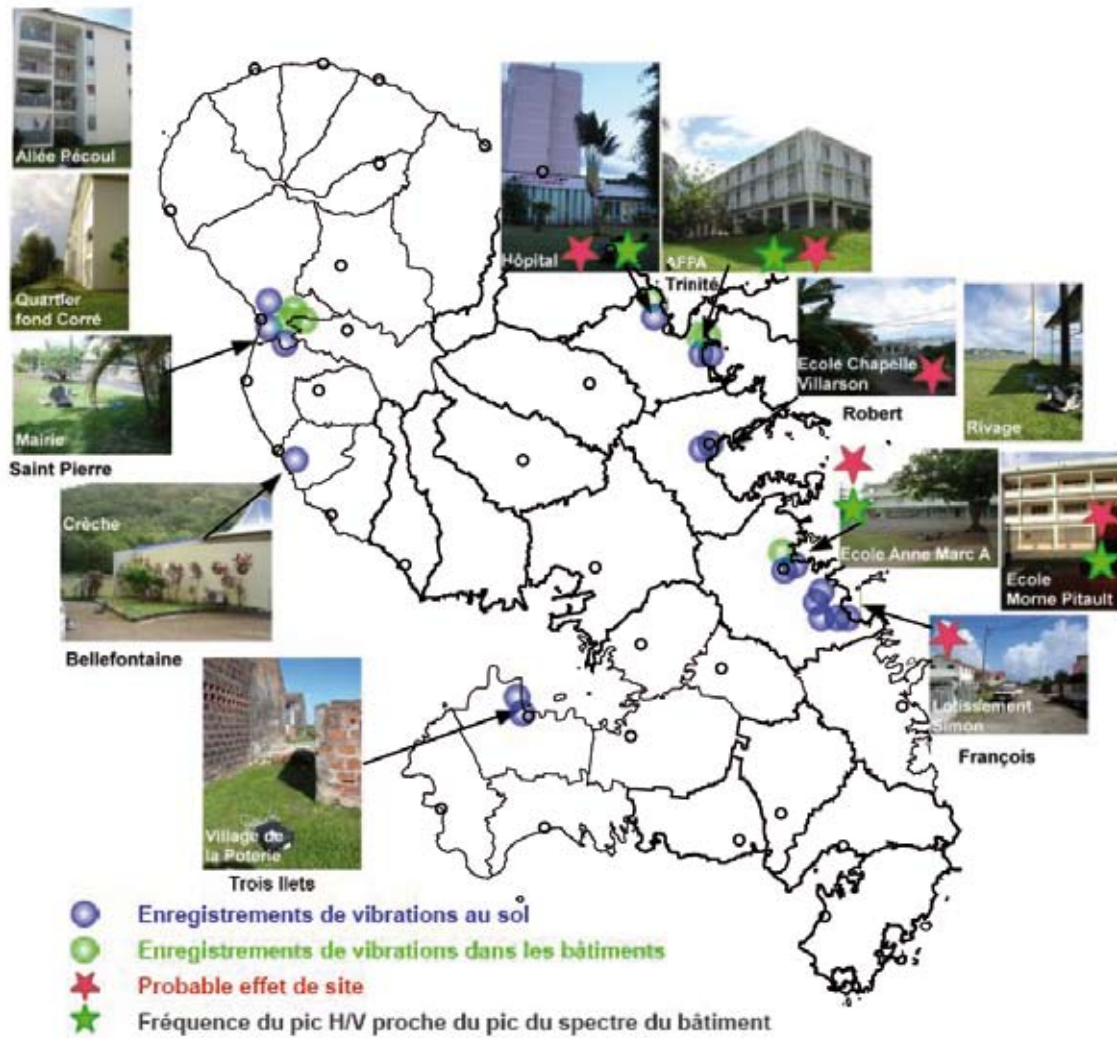 Allée Pécoul
Quartier
fond Corré
Mairie
Saint Pierre
Crèche
Bellefontaine
Village de
la Poterie
Trois Ilets
Hôpital
AFPA
Trinité
Ecole Chapelle
Villarson
Robert
Rivage
Ecole Anne Marc A
Ecole
Morne Pitault
Lotissement
Simon
François
Enregistrements de vibrations au sol
Enregistrements de vibrations dans les bâtiments
Probable effet de site
Fréquence du pic H/V proche du pic du spectre du bâtiment